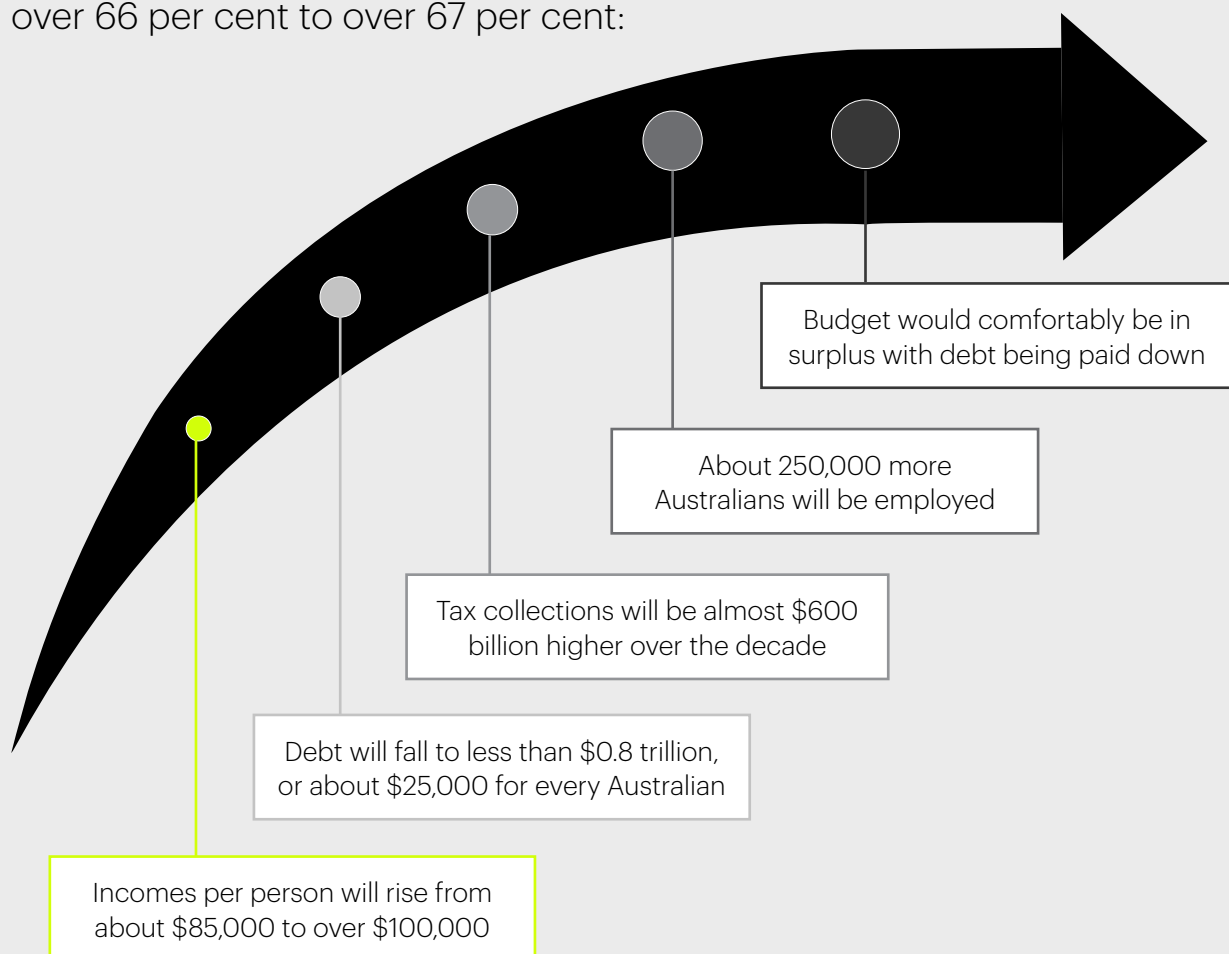 over 66 per cent to over 67 per cent:
Budget would comfortably be in
surplus with debt being paid down
About 250,000 more
Australians will be employed
Tax collections will be almost $600
billion higher over the decade
Debt will fall to less than $0.8 trillion,
or about $25,000 for every Australian
Incomes per person will rise from
about $85,000 to over $100,000